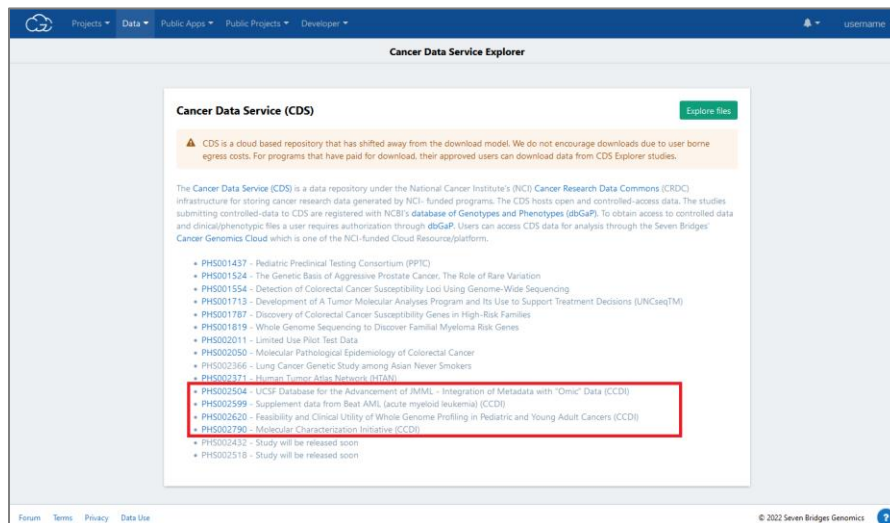 Projects Data Public Apps Public Projects Developer username
Cancer Data Service Explorer
Cancer Data Service (CDS) Explore files
CDS is a cloud based repository that has shifted away from the download model. We do not encourage downloads due to user borne
egress costs. For programs that have paid for download, their approved users can download data from CDS Explorer studies.
The Cancer Data Service (CDS) is a data repository under the National Cancer Institute's (NCI) Cancer Research Data Commons (CRDC)
infrastructure for storing cancer research data generated by NCI- funded programs. The CDS hosts open and controlled-access data. The studies
submitting controlled-data to CDS are registered with NCBI's database of Genotypes and Phenotypes (dbGaP). To obtain access to controlled data
and clinical/phenotypic files a user requires authorization through dbGaP. Users can access CDS data for analysis through the Seven Bridges'
Cancer Genomics Cloud which is one of the NCI-funded Cloud Resource/platform.
• PHS001437 - Pediatric Preclinical Testing Consortium (PPTC)
• PHS001524 - The Genetic Basis of Aggressive Prostate Cancer, The Role of Rare Variation
• PHS001554 - Detection of Colorectal Cancer Susceptibility Loci Using Genome-Wide Sequencing
• PHS001713 - Development of A Tumor Molecular Analyses Program and Its Use to Support Treatment Decisions (UNCseqTM)
• PHS001787 - Discovery of Colorectal Cancer Susceptibility Genes in High-Risk Families
• PHS001819 - Whole Genome Sequencing to Discover Familial Myeloma Risk Genes
• PHS002011 - Limited Use Pilot Test Data
• PHS002050 - Molecular Pathological Epidemiology of Colorectal Cancer
• PHS002366 - Lung Cancer Genetic Study among Asian Never Smokers
• PHS002371 - Human Tumor Atlas Network (HTAN)
• PHS002504 - UCSF Database for the Advancement of JMML - Integration of Metadata with "Omic" Data (CCDI)
• PHS002599 - Supplement data from Beat AML (acute myeloid leukemia) (CCDI)
• PHS002620 - Feasibility and Clinical Utility of Whole Genome Profiling in Pediatric and Young Adult Cancers (CCDI)
• PHS002790 - Molecular Characterization Initiative (CCDI)
• PHS002432 - Study will be released soon
• PHS002518 - Study will be released soon
Forum Terms Privacy Data Use © 2022 Seven Bridges Genomics ?